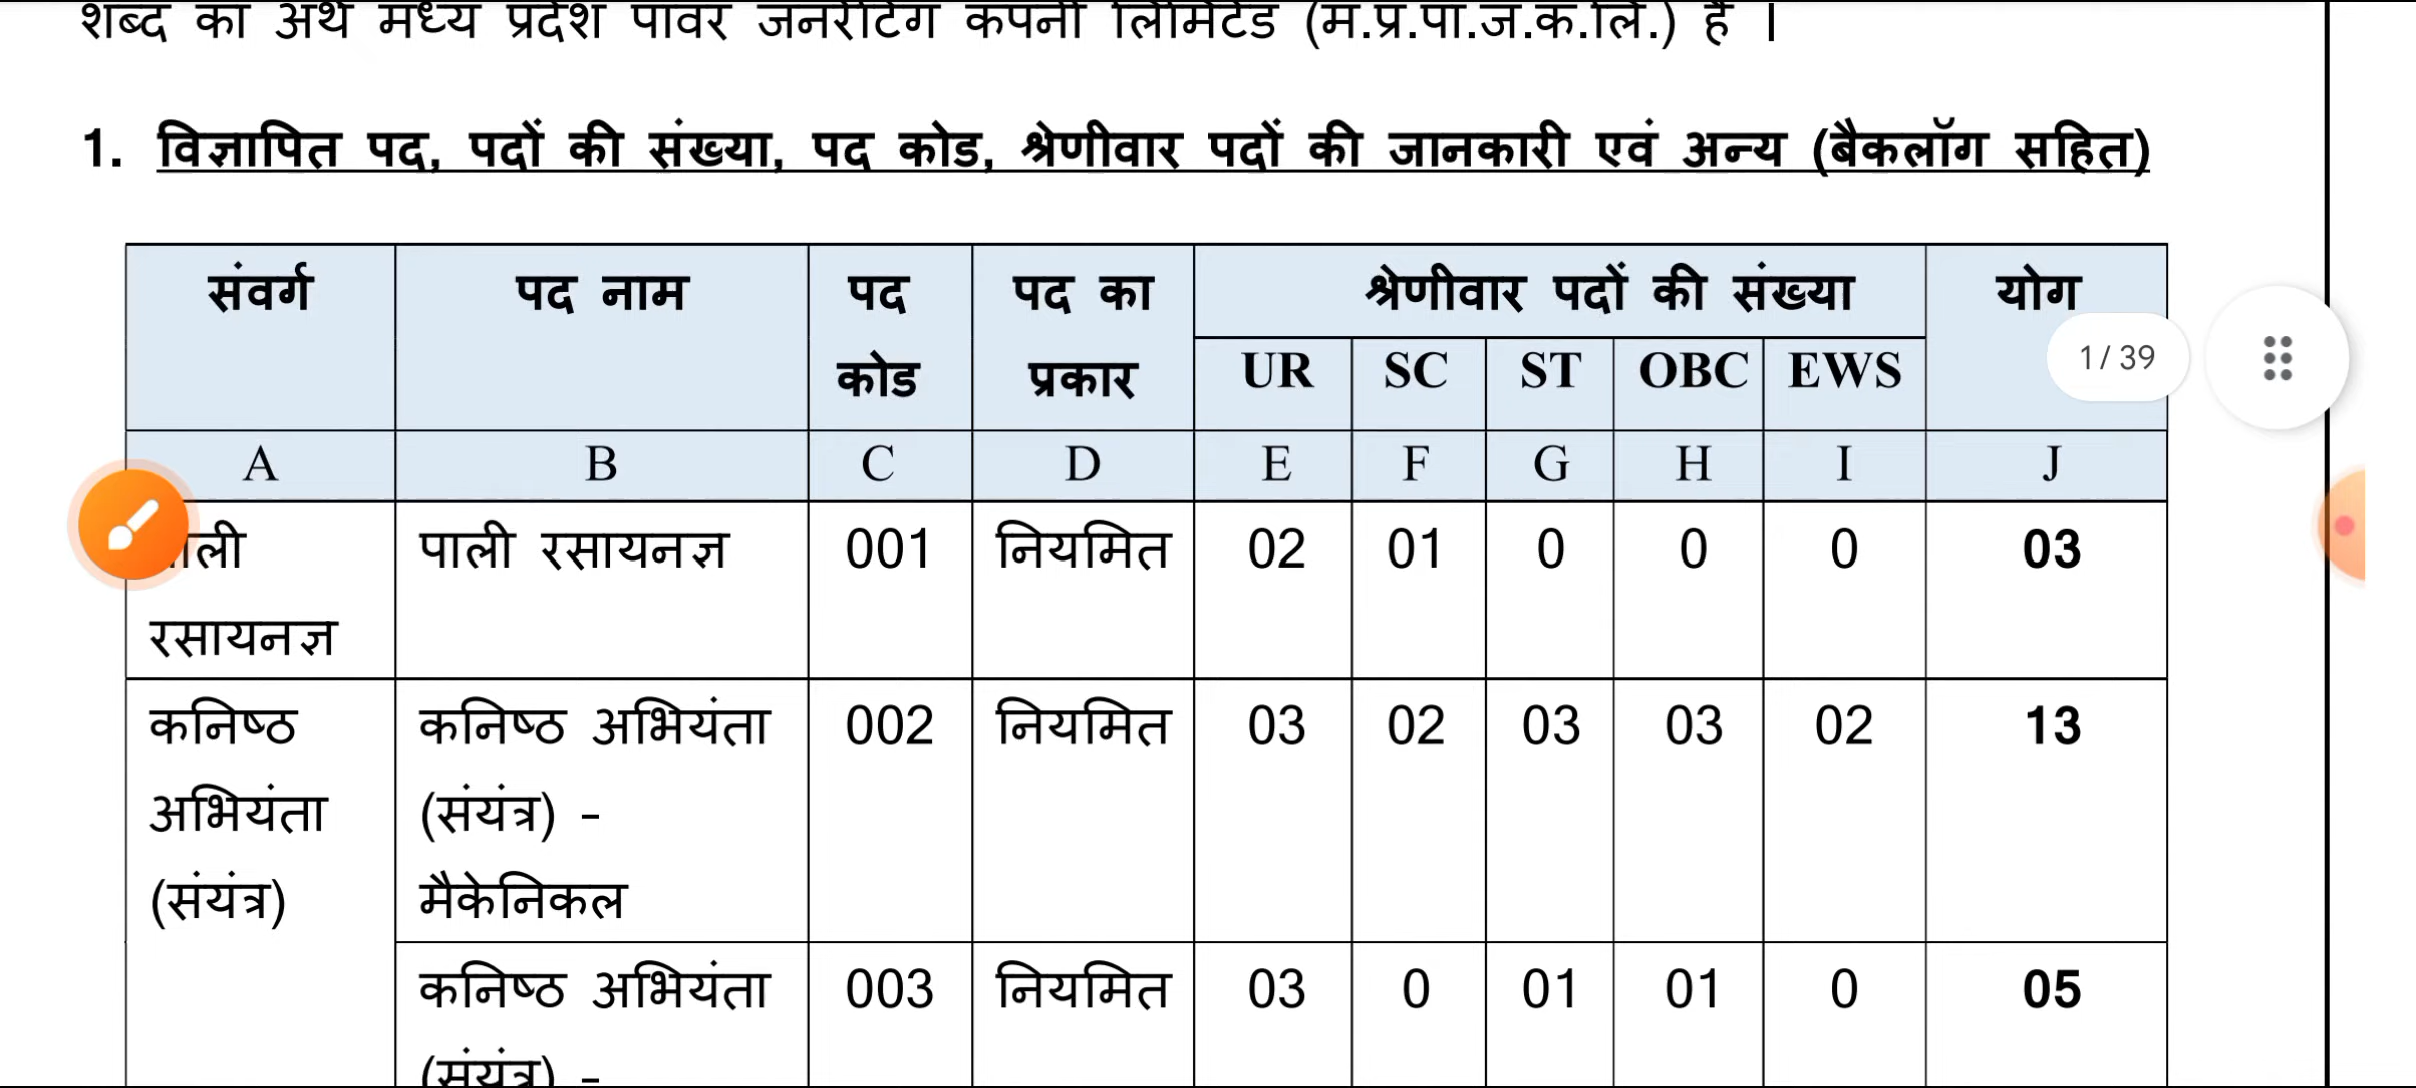 शब्द का अर्थ मध्य प्रदेश पावर जनरेटिंग कंपनी लिमिटेड (म.प्र.पा.ज.कं.लि.) है ।
1. विज्ञापित पद, पदों की संख्या, पद कोड, श्रेणीवार पदों की जानकारी एवं अन्य (बैकलॉग सहित)
संवर्ग पद नाम पद कोड पद का प्रकार श्रेणीवार पदों की संख्या योग
UR SC ST OBC EWS
1/39
A B C D E F G H I J
पाली रसायनज्ञ 001 नियमित 02 01 0 0 0 03
रसायनज्ञ
कनिष्ठ कनिष्ठ अभियंता 002 नियमित 03 02 03 03 02 13
अभियंता (संयंत्र) -
(संयंत्र) मैकेनिकल
कनिष्ठ अभियंता 003 नियमित 03 0 01 01 0 05
(संयंत्र) -